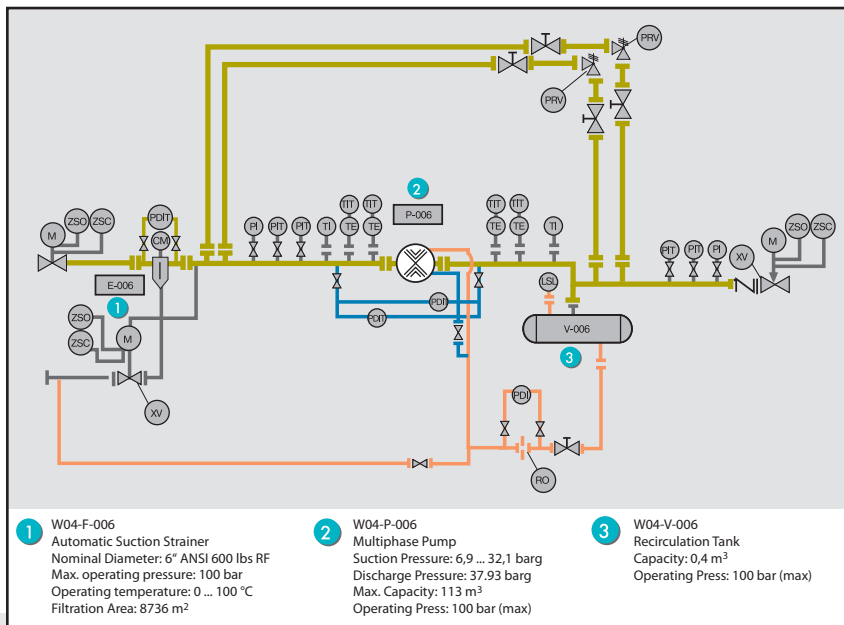 PRV
PRV
2
ZSO ZSC PDIT TIT TIT P-006 TIT TIT ZSO ZSC
M CM PI PIT PIT TI TE TE TE TE TI PIT PIT PI XV M
E-006
1
LSL
PDIT
PDIT
ZSO
ZSC M V-006
3
XV
PDI
RO
1 W04-F-006
Automatic Suction Strainer
Nominal Diameter: 6“ ANSI 600 lbs RF
Max. operating pressure: 100 bar
Operating temperature: 0 ... 100 °C
Filtration Area: 8736 m²
2 W04-P-006
Multiphase Pump
Suction Pressure: 6,9 ... 32,1 barg
Discharge Pressure: 37.93 barg
Max. Capacity: 113 m³
Operating Press: 100 bar (max)
3 W04-V-006
Recirculation Tank
Capacity: 0,4 m³
Operating Press: 100 bar (max)